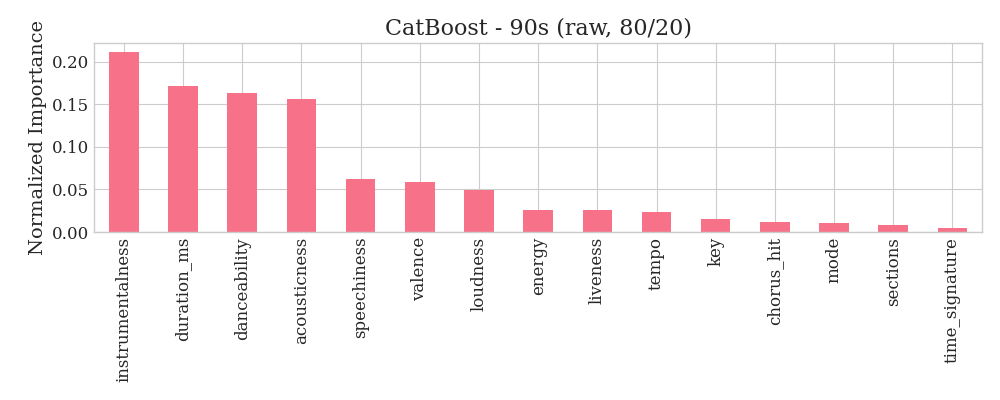 CatBoost - 90s (raw, 80/20)
Normalized Importance
0.20
0.15
0.10
0.05
0.00
instrumentalness
duration_ms
danceability
acousticness
speechiness
valence
loudness
energy
liveness
tempo
key
chorus_hit
mode
sections
time_signature